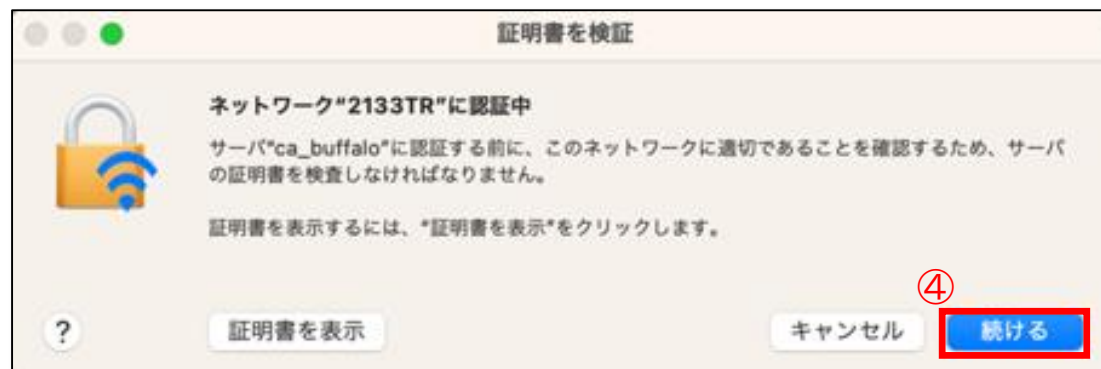 証明書を検証
ネットワーク"2133TR"に認証中
サーバ"ca_buffalo"に認証する前に、このネットワークに適切であることを確認するため、サーバ
の証明書を検査しなければなりません。
証明書を表示するには、"証明書を表示"をクリックします。
④
?
証明書を表示
キャンセル
続ける